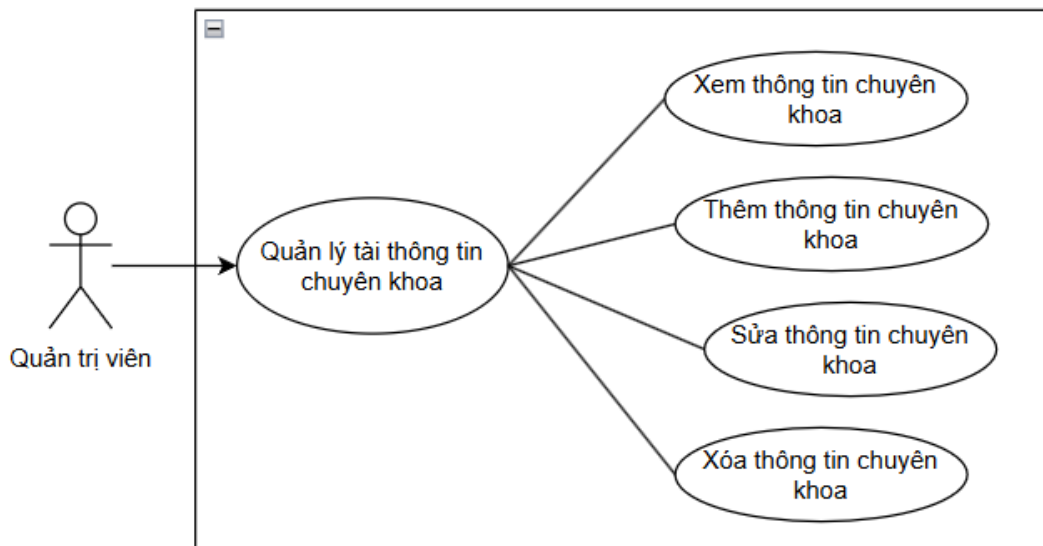 Xem thông tin chuyên
khoa
Thêm thông tin chuyên
khoa
Quản lý tài thông tin
chuyên khoa
Sửa thông tin chuyên
khoa
Quản trị viên
Xóa thông tin chuyên
khoa